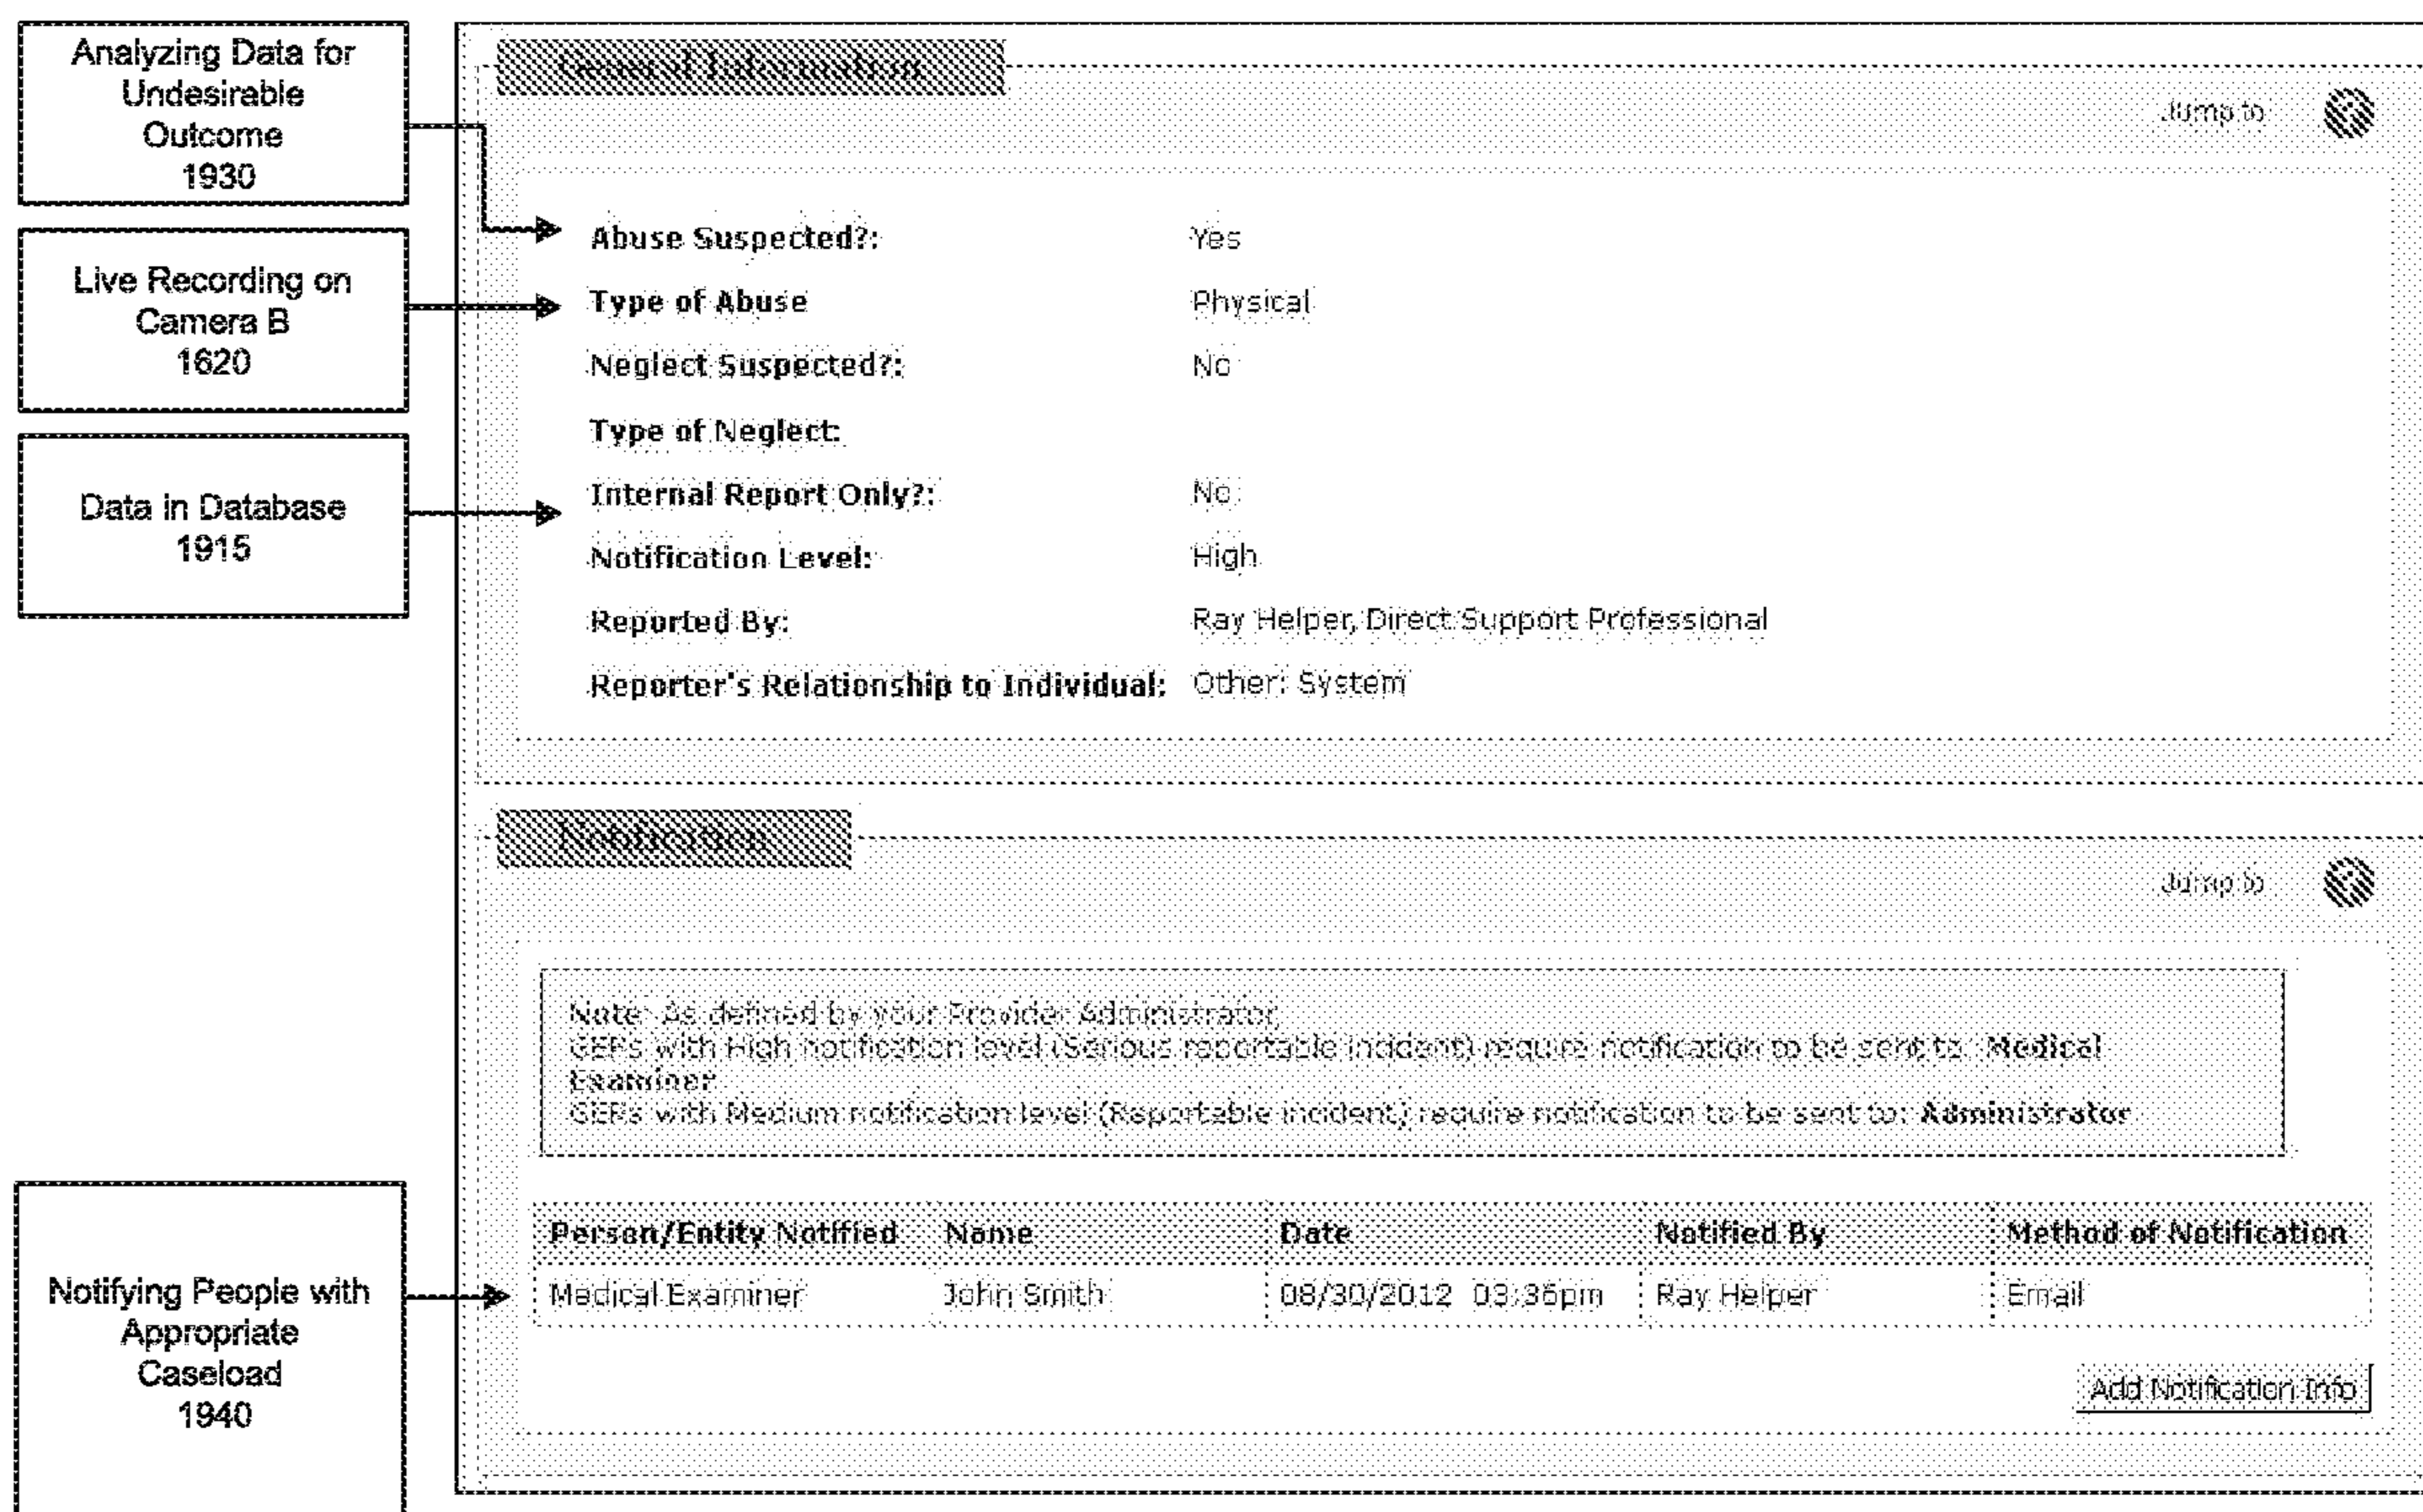 Analyzing Data for
Undesirable
Outcome
1930
Live Recording on
Camera B
1620
Data in Database
1915
Notifying People with
Appropriate
Caseload
1940
General Information
Jump to
Abuse Suspected?: Yes
Type of Abuse Physical
Neglect Suspected?: No
Type of Neglect:
Internal Report Only?: No
Notification Level: High
Reported By: Ray Helper, Direct Support Professional
Reporter's Relationship to Individual: Other: System
Notification
Jump to
Note: As defined by your Provider Administrator,
GERs with High notification level (Serious reportable incident) require notification to be sent to: Medical
Examiner
GERs with Medium notification level (Reportable incident) require notification to be sent to: Administrator
Person/Entity Notified Name Date Notified By Method of Notification
Medical Examiner John Smith 08/30/2012 03:36pm Ray Helper Email
Add Notification Info